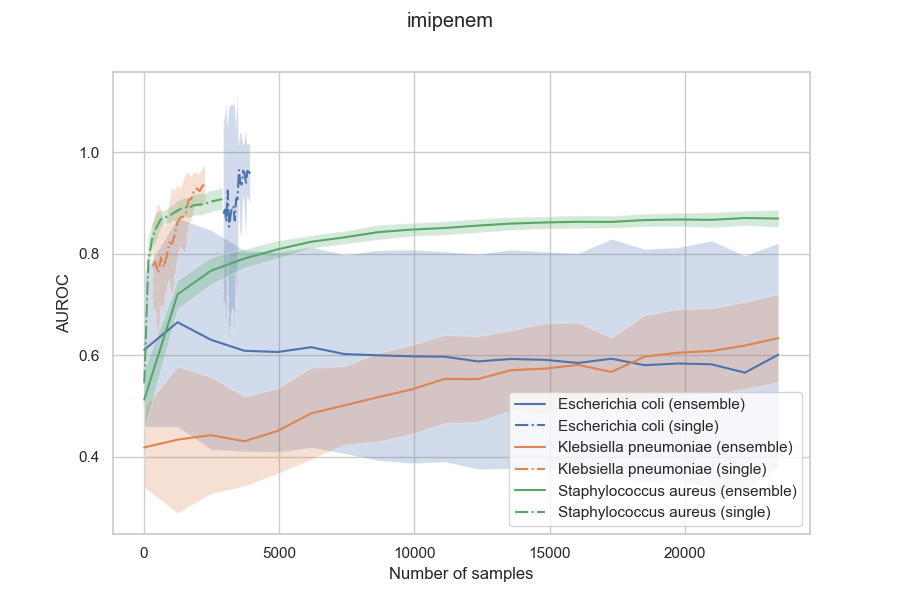 imipenem
1.0
0.8
0.6
0.4
AUROC
0
5000
10000
15000
20000
Number of samples
Escherichia coli (ensemble)
Escherichia coli (single)
Klebsiella pneumoniae (ensemble)
Klebsiella pneumoniae (single)
Staphylococcus aureus (ensemble)
Staphylococcus aureus (single)